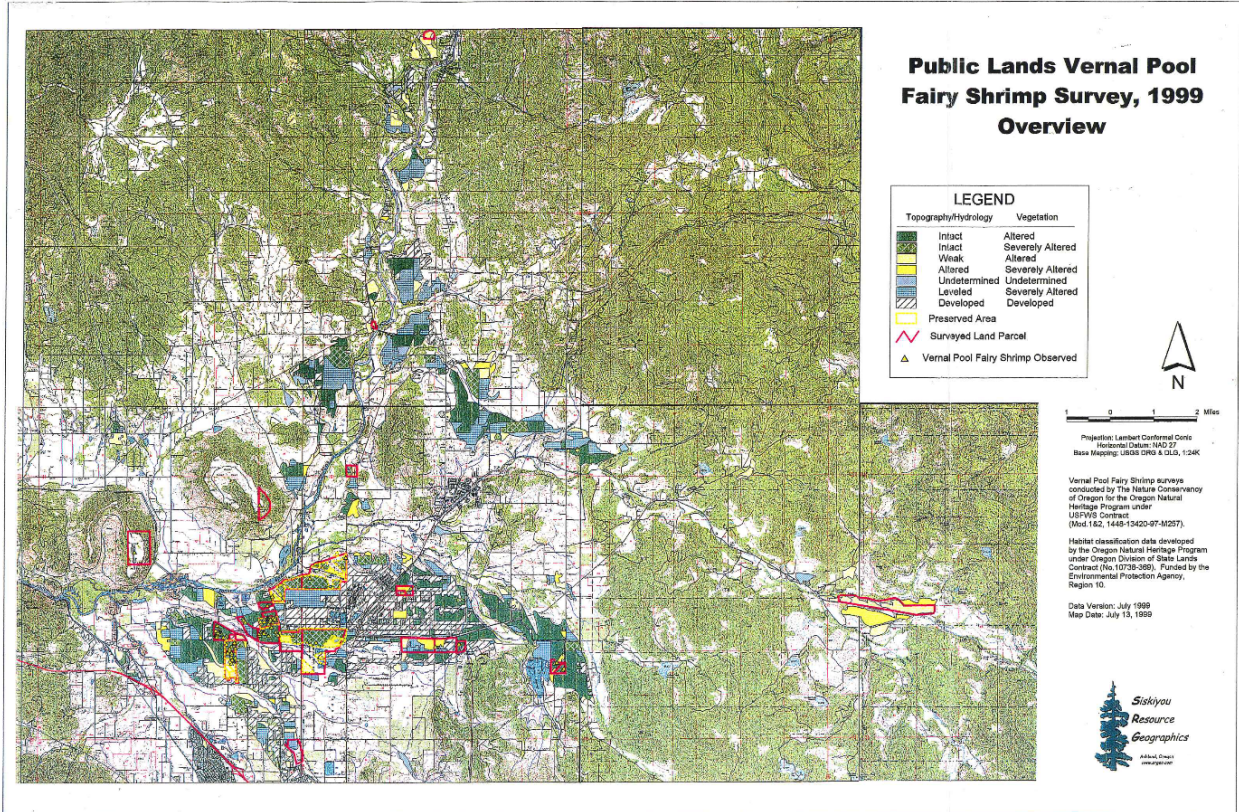 Public Lands Vernal Pool
Fairy Shrimp Survey, 1999
Overview
LEGEND
Topography/Hydrology Vegetation
Intact Altered
Intact Severely Altered
Weak Altered
Altered Severely Altered
Undetermined Undetermined
Leveled Severely Altered
Developed Developed
Preserved Area
Surveyed Land Parcel
Vernal Pool Fairy Shrimp Observed
N
1 0 1 2 Miles
Projection: Lambert Conformal Conic
Horizontal Datum: NAD 27
Base Mapping: USGS DRG & DLG, 1:24K
Vernal Pool Fairy Shrimp surveys
conducted by The Nature Conservancy
of Oregon for the Oregon Natural
Heritage Program under
USFWS Contract
(Mod.1&2, 1448-13420-97-M257).
Habitat classification data developed
by the Oregon Natural Heritage Program
under Oregon Division of State Lands
Contract (No.10738-369). Funded by the
Environmental Protection Agency,
Region 10.
Data Version: July 1999
Map Date: July 13, 1999
Siskiyou
Resource
Geographics
Ashland, Oregon